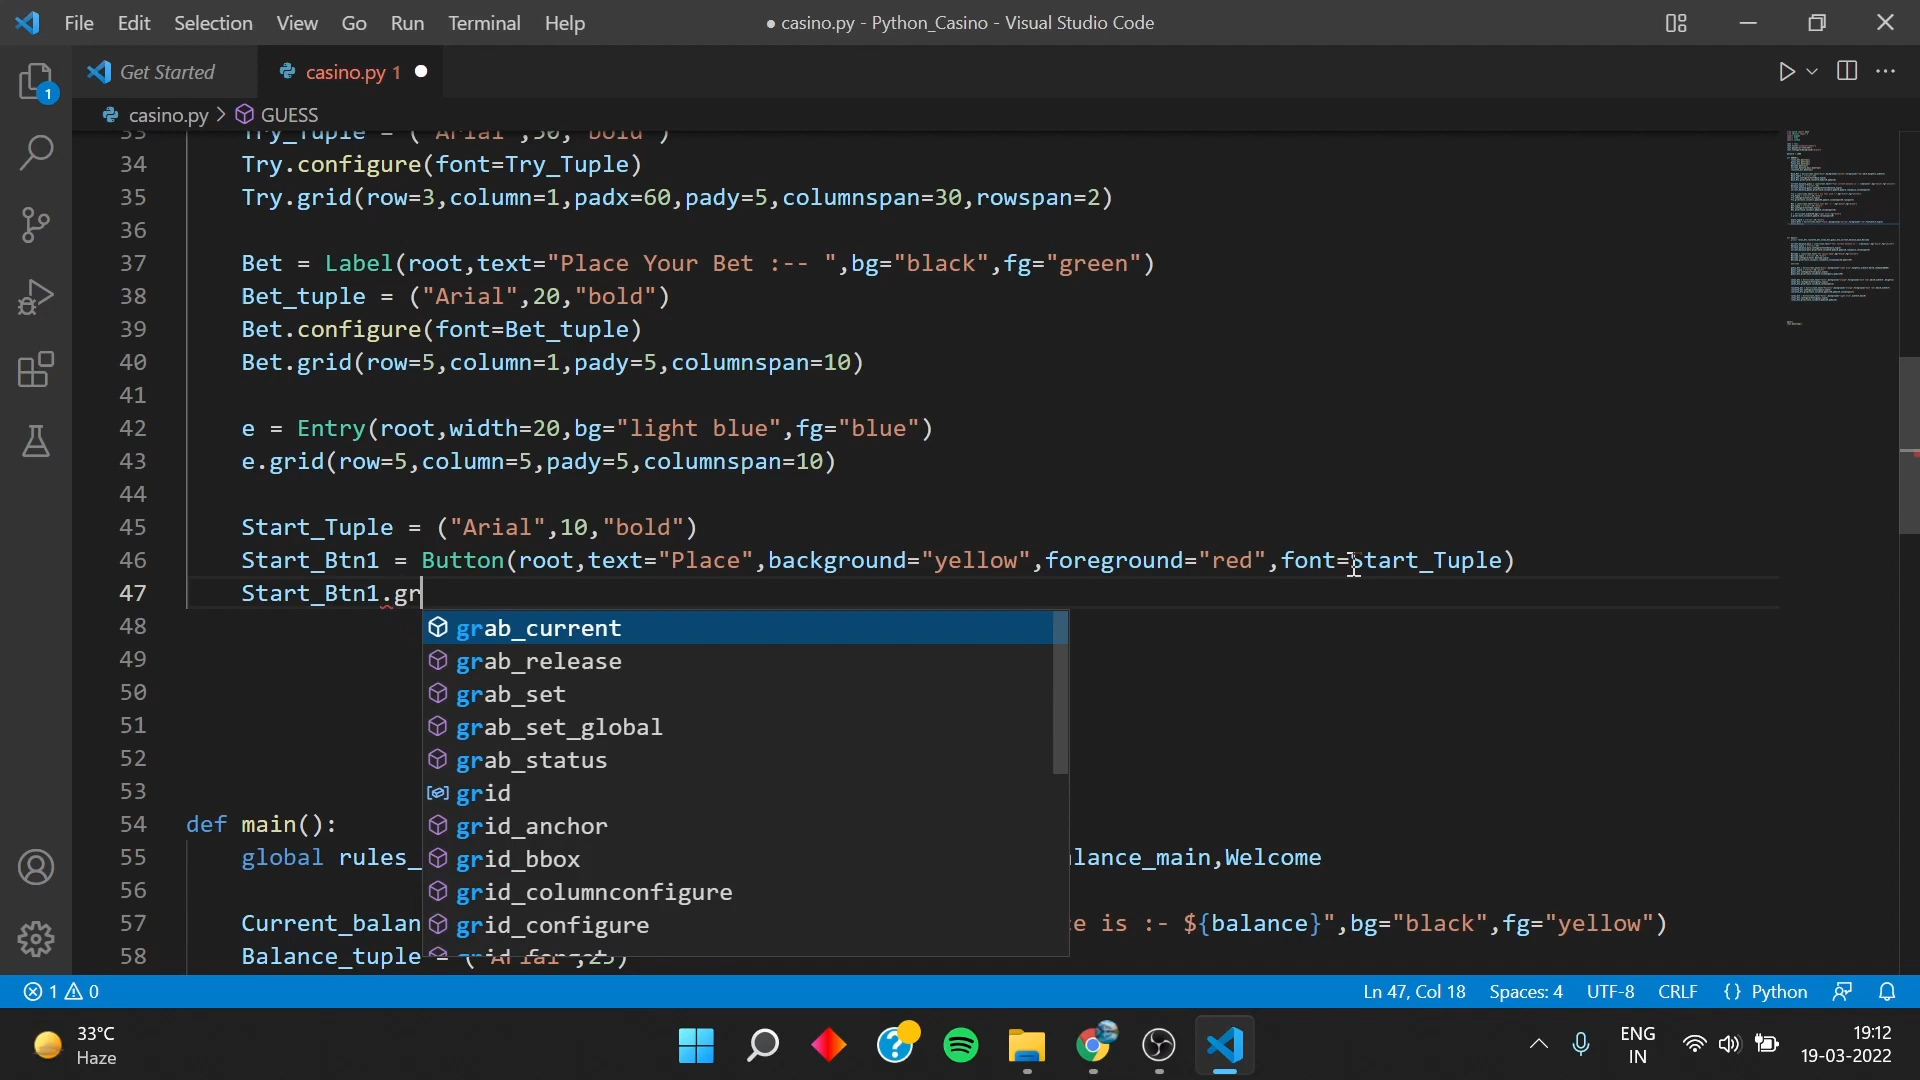 File Edit Selection View Go Run Terminal Help
● casino.py - Python_Casino - Visual Studio Code
Get Started
casino.py 1
casino.py > GUESS
33 Try_Tuple = ("Arial",50,"bold")
34 Try.configure(font=Try_Tuple)
35 Try.grid(row=3,column=1,padx=60,pady=5,columnspan=30,rowspan=2)
36
37 Bet = Label(root,text="Place Your Bet :-- ",bg="black",fg="green")
38 Bet_tuple = ("Arial",20,"bold")
39 Bet.configure(font=Bet_tuple)
40 Bet.grid(row=5,column=1,pady=5,columnspan=10)
41
42 e = Entry(root,width=20,bg="light blue",fg="blue")
43 e.grid(row=5,column=5,pady=5,columnspan=10)
44
45 Start_Tuple = ("Arial",10,"bold")
46 Start_Btn1 = Button(root,text="Place",background="yellow",foreground="red",font=Start_Tuple)
47 Start_Btn1.gr
48 grab_current
49 grab_release
50 grab_set
51 grab_set_global
52 grab_status
53 grid
54 def main(): grid_anchor
55 global rules_ grid_bbox lance_main,Welcome
56 grid_columnconfigure
57 Current_balan grid_configure e is :- ${balance}",bg="black",fg="yellow")
58 Balance_tuple = ("Arial",25)
1
1 0
Ln 47, Col 18 Spaces: 4 UTF-8 CRLF {} Python
33°C
Haze
ENG
IN
19:12
19-03-2022